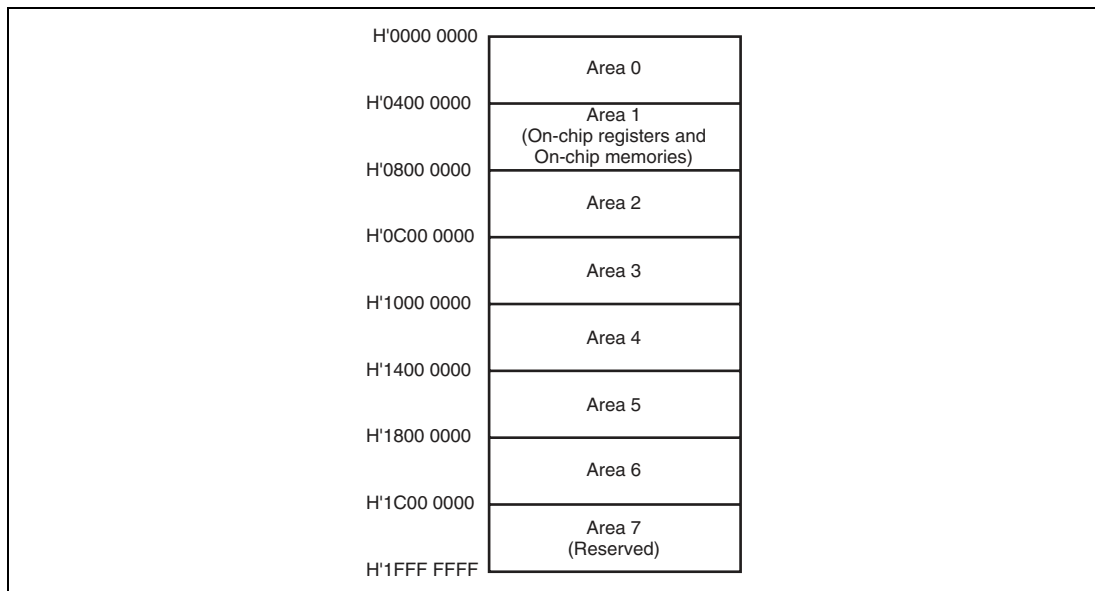 H'0000 0000
Area 0
H'0400 0000
Area 1
(On-chip registers and
On-chip memories)
H'0800 0000
Area 2
H'0C00 0000
Area 3
H'1000 0000
Area 4
H'1400 0000
Area 5
H'1800 0000
Area 6
H'1C00 0000
Area 7
(Reserved)
H'1FFF FFFF